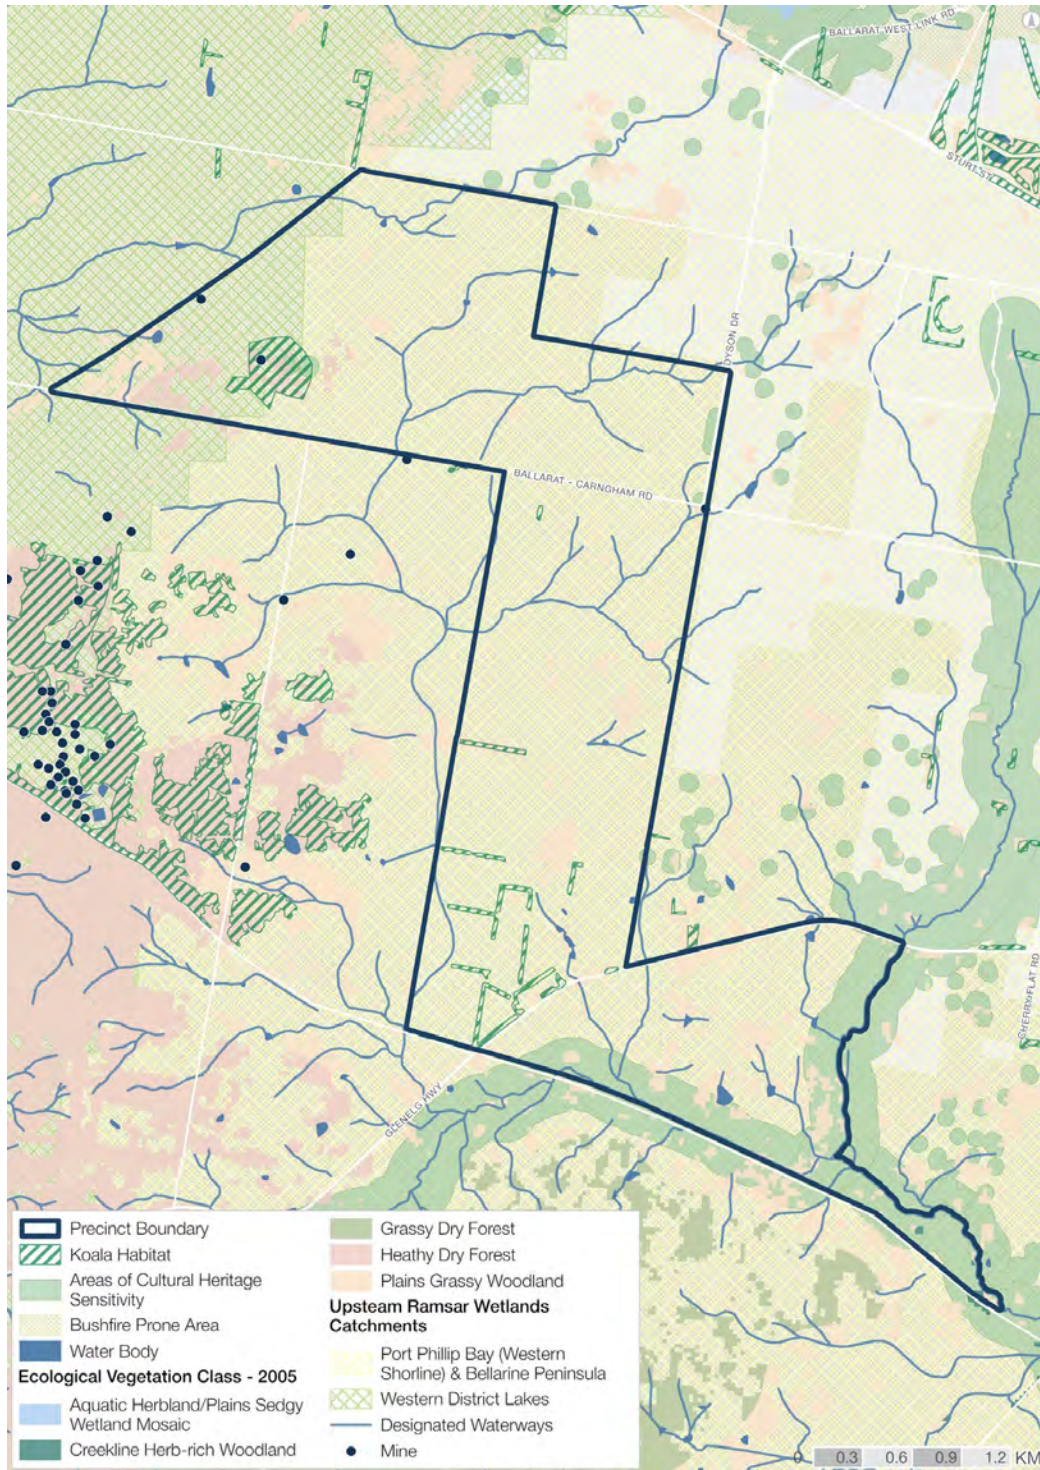 BALLARAT WEST LINK RD
STURT ST
DYSON DR
BALLARAT - CARNGHAM RD
CHERRY FLAT RD
GLENELG HWY
Precinct Boundary
Koala Habitat
Areas of Cultural Heritage
Sensitivity
Bushfire Prone Area
Water Body
Ecological Vegetation Class - 2005
Aquatic Herbland/Plains Sedgy
Wetland Mosaic
Creekline Herb-rich Woodland
Grassy Dry Forest
Heathy Dry Forest
Plains Grassy Woodland
Upsteam Ramsar Wetlands
Catchments
Port Phillip Bay (Western
Shorline) & Bellarine Peninsula
Western District Lakes
Designated Waterways
Mine
0 0.3 0.6 0.9 1.2 KM